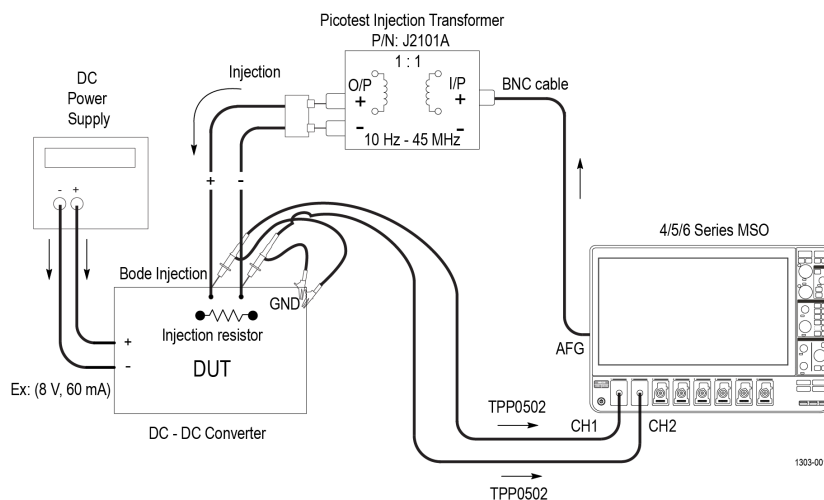 Picotest Injection Transformer
P/N: J2101A
1 : 1
O/P
I/P
+
+
-
-
10 Hz - 45 MHz
Injection
BNC cable
DC
Power
Supply
- +
+ -
4/5/6 Series MSO
Bode Injection
GND
Injection resistor
DUT
+
-
Ex: (8 V, 60 mA)
DC - DC Converter
AFG
TPP0502
CH1
CH2
TPP0502
1303-00